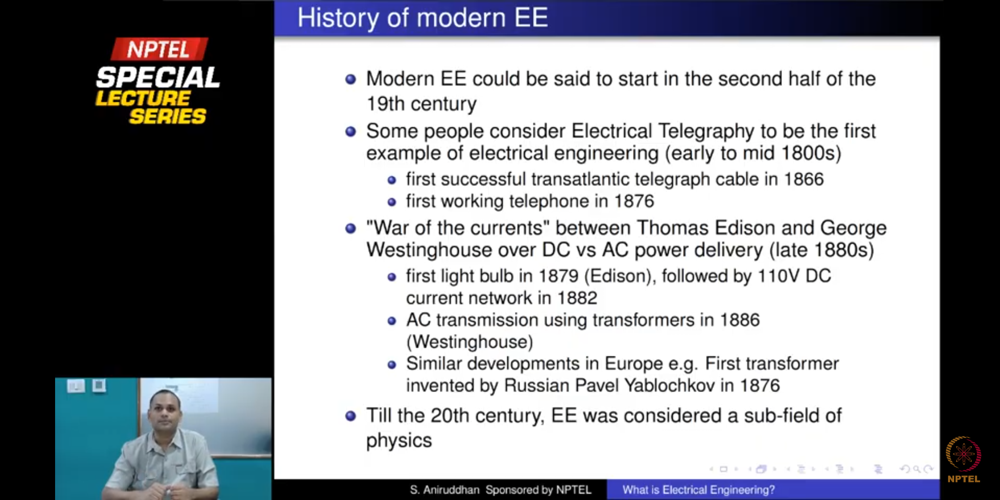 History of modern EE
NPTEL
SPECIAL
LECTURE
SERIES
Modern EE could be said to start in the second half of the
19th century
Some people consider Electrical Telegraphy to be the first
example of electrical engineering (early to mid 1800s)
first successful transatlantic telegraph cable in 1866
first working telephone in 1876
"War of the currents" between Thomas Edison and George
Westinghouse over DC vs AC power delivery (late 1880s)
first light bulb in 1879 (Edison), followed by 110V DC
current network in 1882
AC transmission using transformers in 1886
(Westinghouse)
Similar developments in Europe e.g. First transformer
invented by Russian Pavel Yablochkov in 1876
Till the 20th century, EE was considered a sub-field of
physics
NPTEL
S. Aniruddhan Sponsored by NPTEL
What is Electrical Engineering?